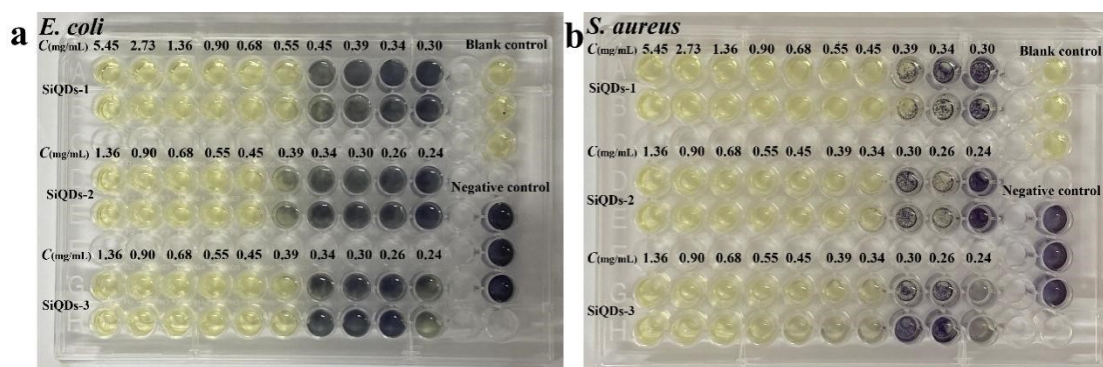 a
E. coli
C(mg/mL) 5.45 2.73 1.36 0.90 0.68 0.55 0.45 0.39 0.34 0.30
Blank control
SiQDs-1
C(mg/mL) 1.36 0.90 0.68 0.55 0.45 0.39 0.34 0.30 0.26 0.24
SiQDs-2
Negative control
C(mg/mL) 1.36 0.90 0.68 0.55 0.45 0.39 0.34 0.30 0.26 0.24
SiQDs-3
b
S. aureus
C(mg/mL) 5.45 2.73 1.36 0.90 0.68 0.55 0.45 0.39 0.34 0.30
Blank control
SiQDs-1
C(mg/mL) 1.36 0.90 0.68 0.55 0.45 0.39 0.34 0.30 0.26 0.24
SiQDs-2
Negative control
C(mg/mL) 1.36 0.90 0.68 0.55 0.45 0.39 0.34 0.30 0.26 0.24
SiQDs-3